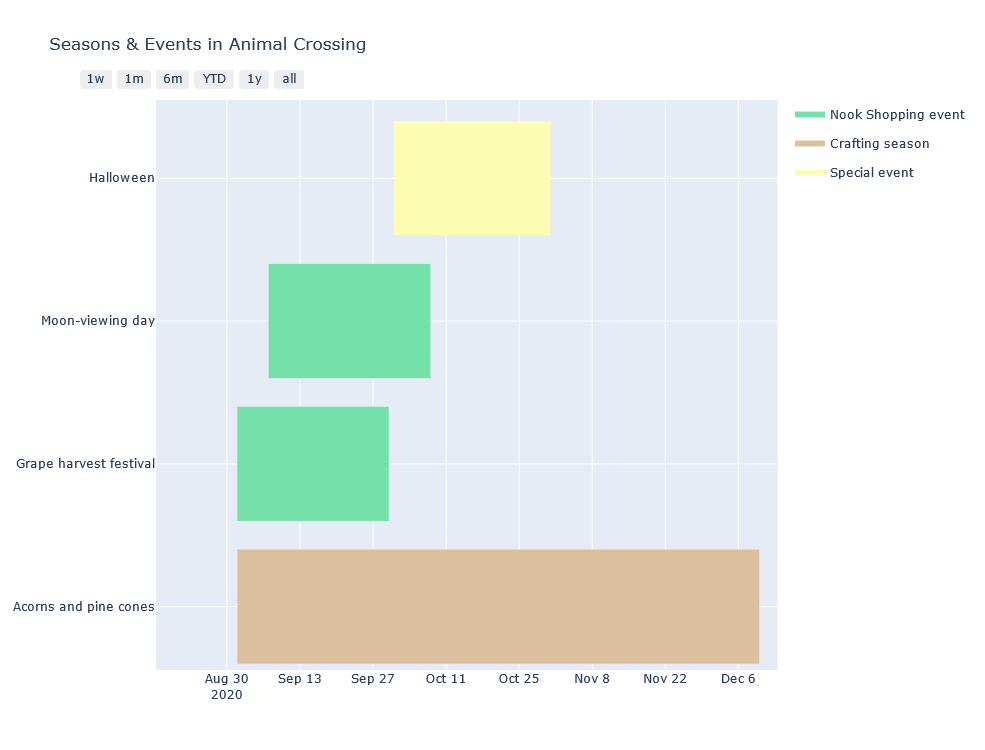 Seasons & Events in Animal Crossing
1w 1m 6m YTD 1y all
Nook Shopping event
Crafting season
Special event
Halloween
Moon-viewing day
Grape harvest festival
Acorns and pine cones
Aug 30 Sep 13 Sep 27 Oct 11 Oct 25 Nov 8 Nov 22 Dec 6
2020